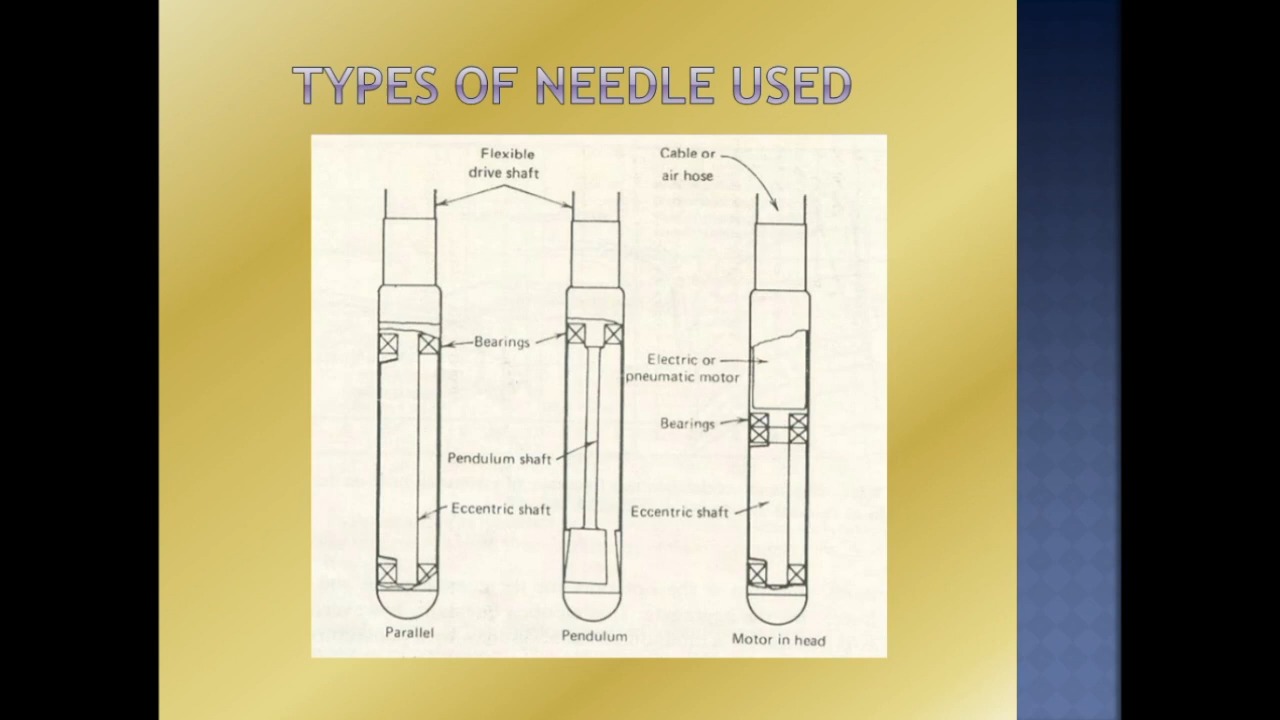 TYPES OF NEEDLE USED
Flexible
drive shaft
Cable or
air hose
Bearings
Electric or
pneumatic motor
Bearings
Pendulum shaft
Eccentric shaft
Eccentric shaft
Parallel
Pendulum
Motor in head